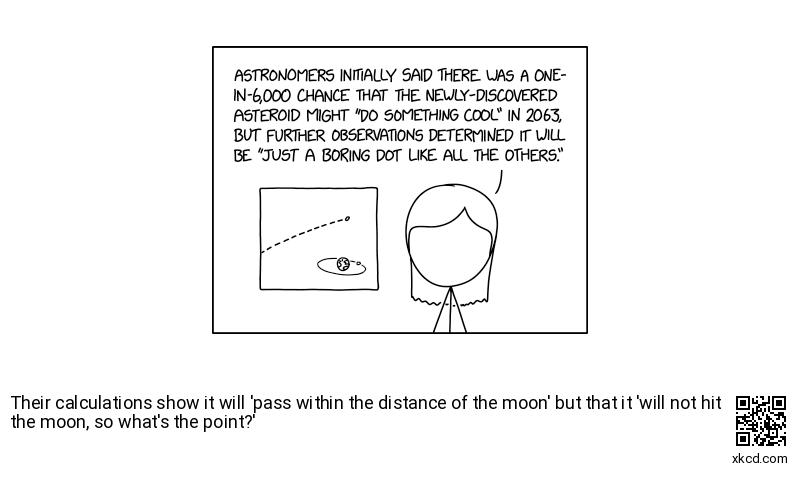 ASTRONOMERS INITIALLY SAID THERE WAS A ONE-
IN-6,000 CHANCE THAT THE NEWLY-DISCOVERED
ASTEROID MIGHT "DO SOMETHING COOL" IN 2063,
BUT FURTHER OBSERVATIONS DETERMINED IT WILL
BE "JUST A BORING DOT LIKE ALL THE OTHERS."
Their calculations show it will 'pass within the distance of the moon' but that it 'will not hit
the moon, so what's the point?'
xkcd.com